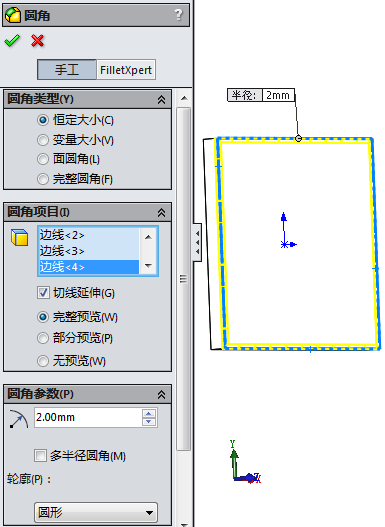 圆角
?
手工 FilletXpert
圆角类型(Y)
恒定大小(C)
变量大小(V)
面圆角(L)
完整圆角(F)
圆角项目(I)
边线<2>
边线<3>
边线<4>
切线延伸(G)
完整预览(W)
部分预览(P)
无预览(W)
圆角参数(P)
2.00mm
多半径圆角(M)
轮廓(P)：
圆形
半径: 2mm
Y